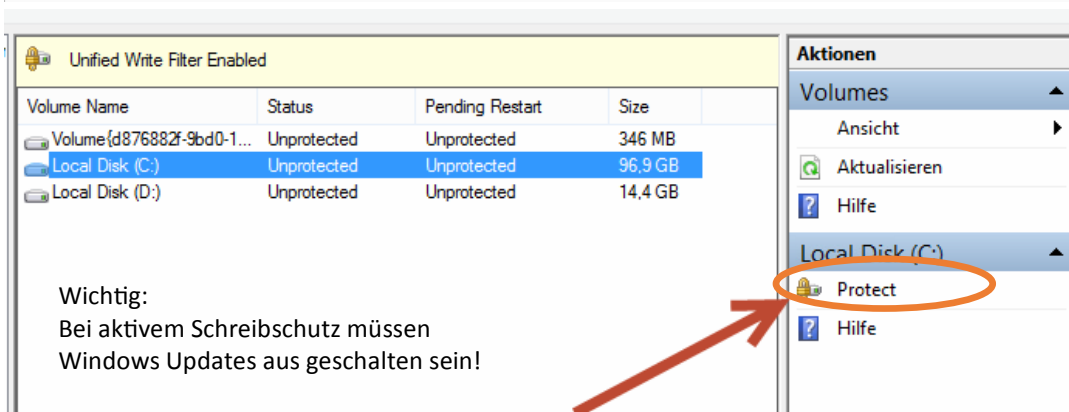 Unified Write Filter Enabled
Volume Name Status Pending Restart Size
Volume{d876882f-9bd0-1... Unprotected Unprotected 346 MB
Local Disk (C:) Unprotected Unprotected 96,9 GB
Local Disk (D:) Unprotected Unprotected 14,4 GB
Wichtig:
Bei aktivem Schreibschutz müssen
Windows Updates aus geschalten sein!
Aktionen
Volumes
Ansicht
Aktualisieren
Hilfe
Local Disk (C:)
Protect
Hilfe